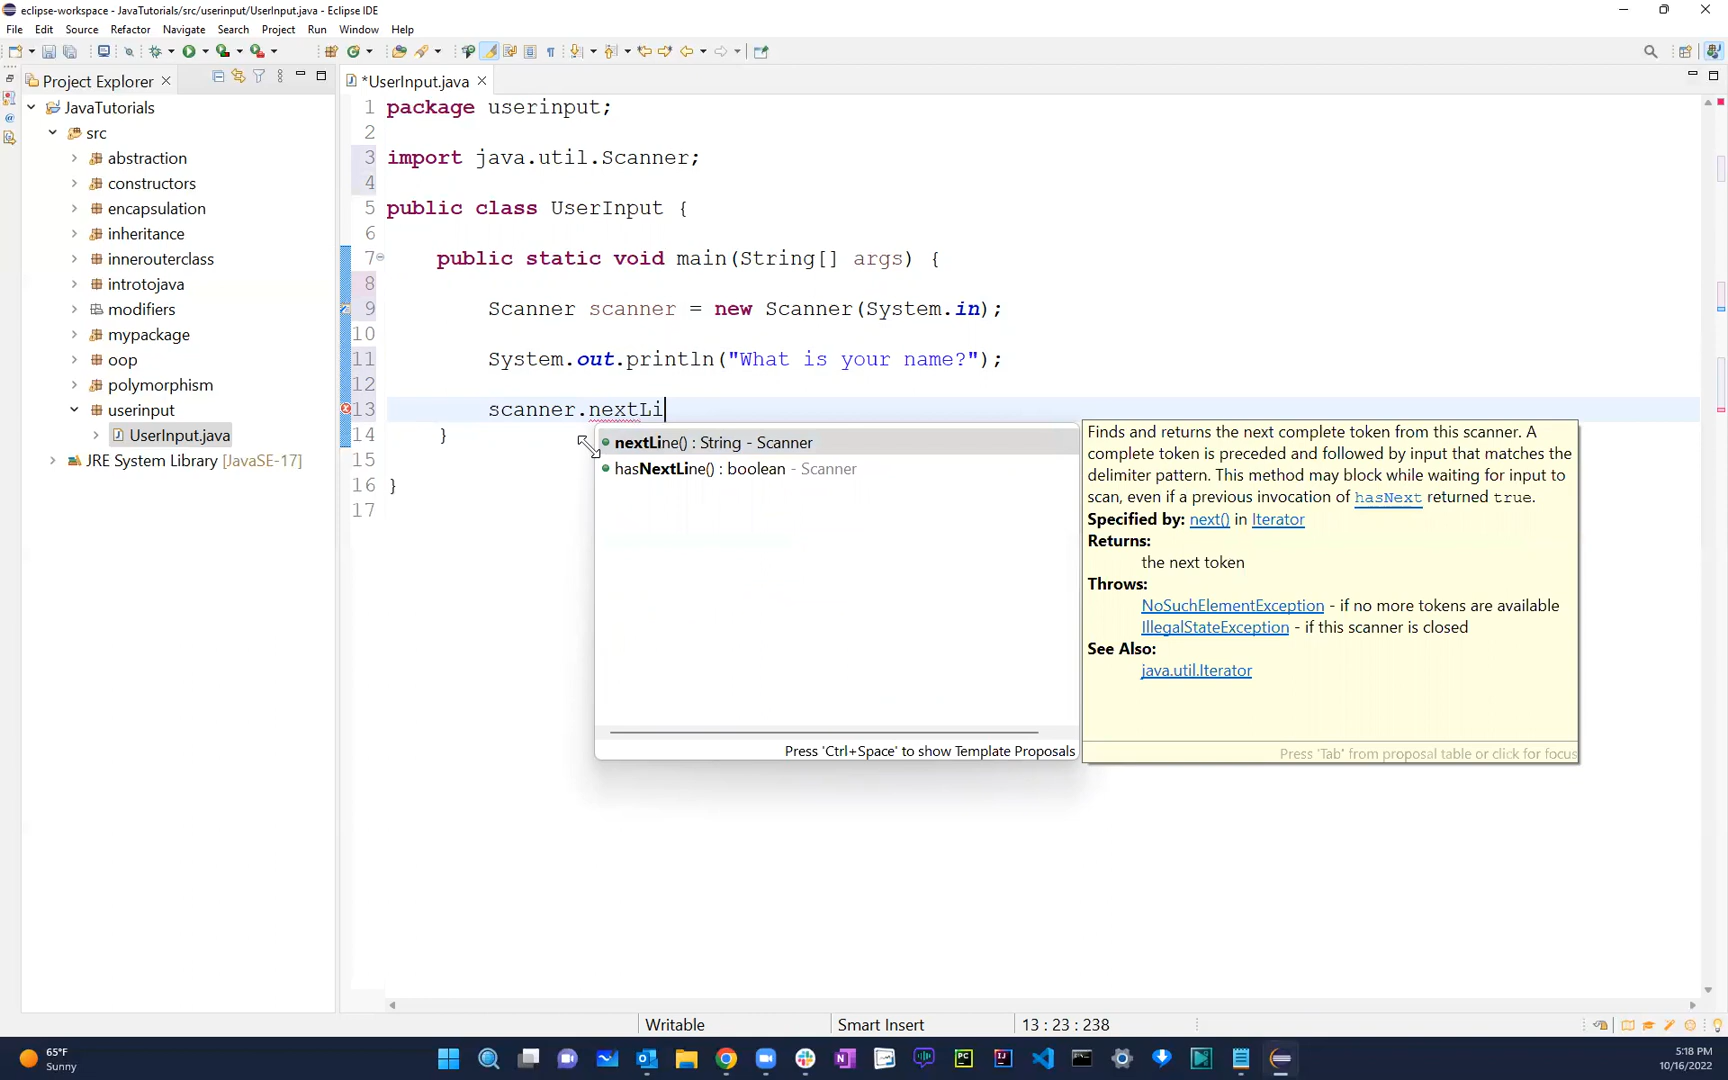 eclipse-workspace - JavaTutorials/src/userinput/UserInput.java - Eclipse IDE
File Edit Source Refactor Navigate Search Project Run Window Help
Project Explorer
*UserInput.java
JavaTutorials
src
abstraction
constructors
encapsulation
inheritance
innerouterclass
introtojava
modifiers
mypackage
oop
polymorphism
userinput
UserInput.java
JRE System Library [JavaSE-17]
1 package userinput;
2
3 import java.util.Scanner;
4
5 public class UserInput {
6
7 public static void main(String[] args) {
8
9 Scanner scanner = new Scanner(System.in);
10
11 System.out.println("What is your name?");
12
13 scanner.nextLi
14 }
15
16 }
17
nextLine() : String - Scanner
hasNextLine() : boolean - Scanner
Press 'Ctrl+Space' to show Template Proposals
Finds and returns the next complete token from this scanner. A
complete token is preceded and followed by input that matches the
delimiter pattern. This method may block while waiting for input to
scan, even if a previous invocation of hasNext returned true.
Specified by: next() in Iterator
Returns:
the next token
Throws:
NoSuchElementException - if no more tokens are available
IllegalStateException - if this scanner is closed
See Also:
java.util.Iterator
Press 'Tab' from proposal table or click for focus
Writable Smart Insert 13 : 23 : 238
65°F
Sunny
5:18 PM
10/16/2022